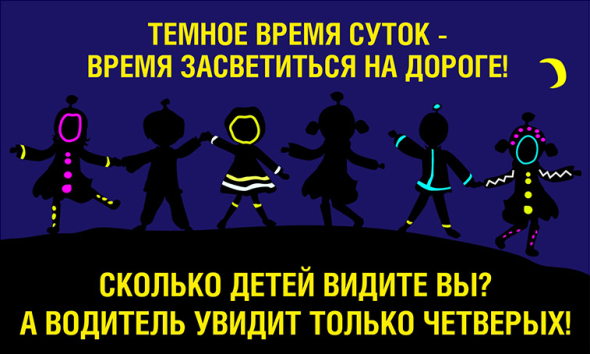 ТЕМНОЕ ВРЕМЯ СУТОК -
ВРЕМЯ ЗАСВЕТИТЬСЯ НА ДОРОГЕ!
СКОЛЬКО ДЕТЕЙ ВИДИТЕ ВЫ?
А ВОДИТЕЛЬ УВИДИТ ТОЛЬКО ЧЕТВЕРЫХ!